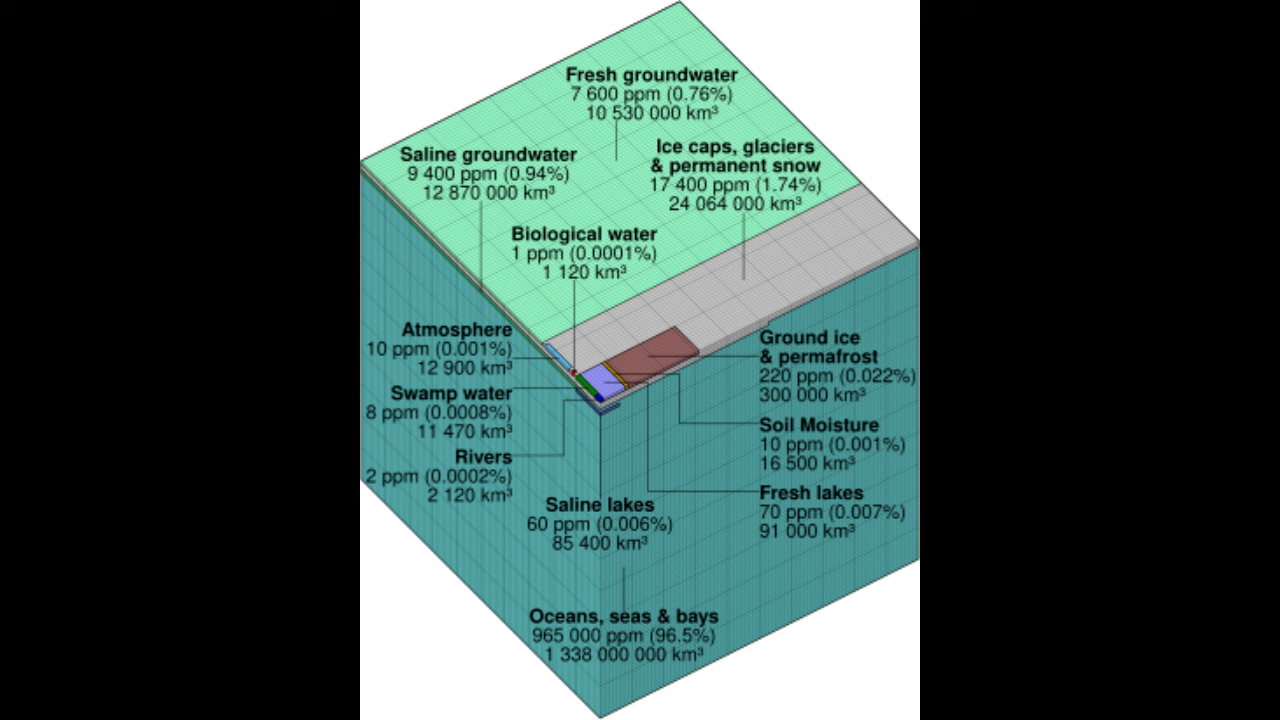 Fresh groundwater
7 600 ppm (0.76%)
10 530 000 km³
Ice caps, glaciers
& permanent snow
17 400 ppm (1.74%)
24 064 000 km³
Saline groundwater
9 400 ppm (0.94%)
12 870 000 km³
Biological water
1 ppm (0.0001%)
1 120 km³
Atmosphere
10 ppm (0.001%)
12 900 km³
Swamp water
8 ppm (0.0008%)
11 470 km³
Rivers
2 ppm (0.0002%)
2 120 km³
Ground ice
& permafrost
220 ppm (0.022%)
300 000 km³
Soil Moisture
10 ppm (0.001%)
16 500 km³
Fresh lakes
70 ppm (0.007%)
91 000 km³
Saline lakes
60 ppm (0.006%)
85 400 km³
Oceans, seas & bays
965 000 ppm (96.5%)
1 338 000 000 km³